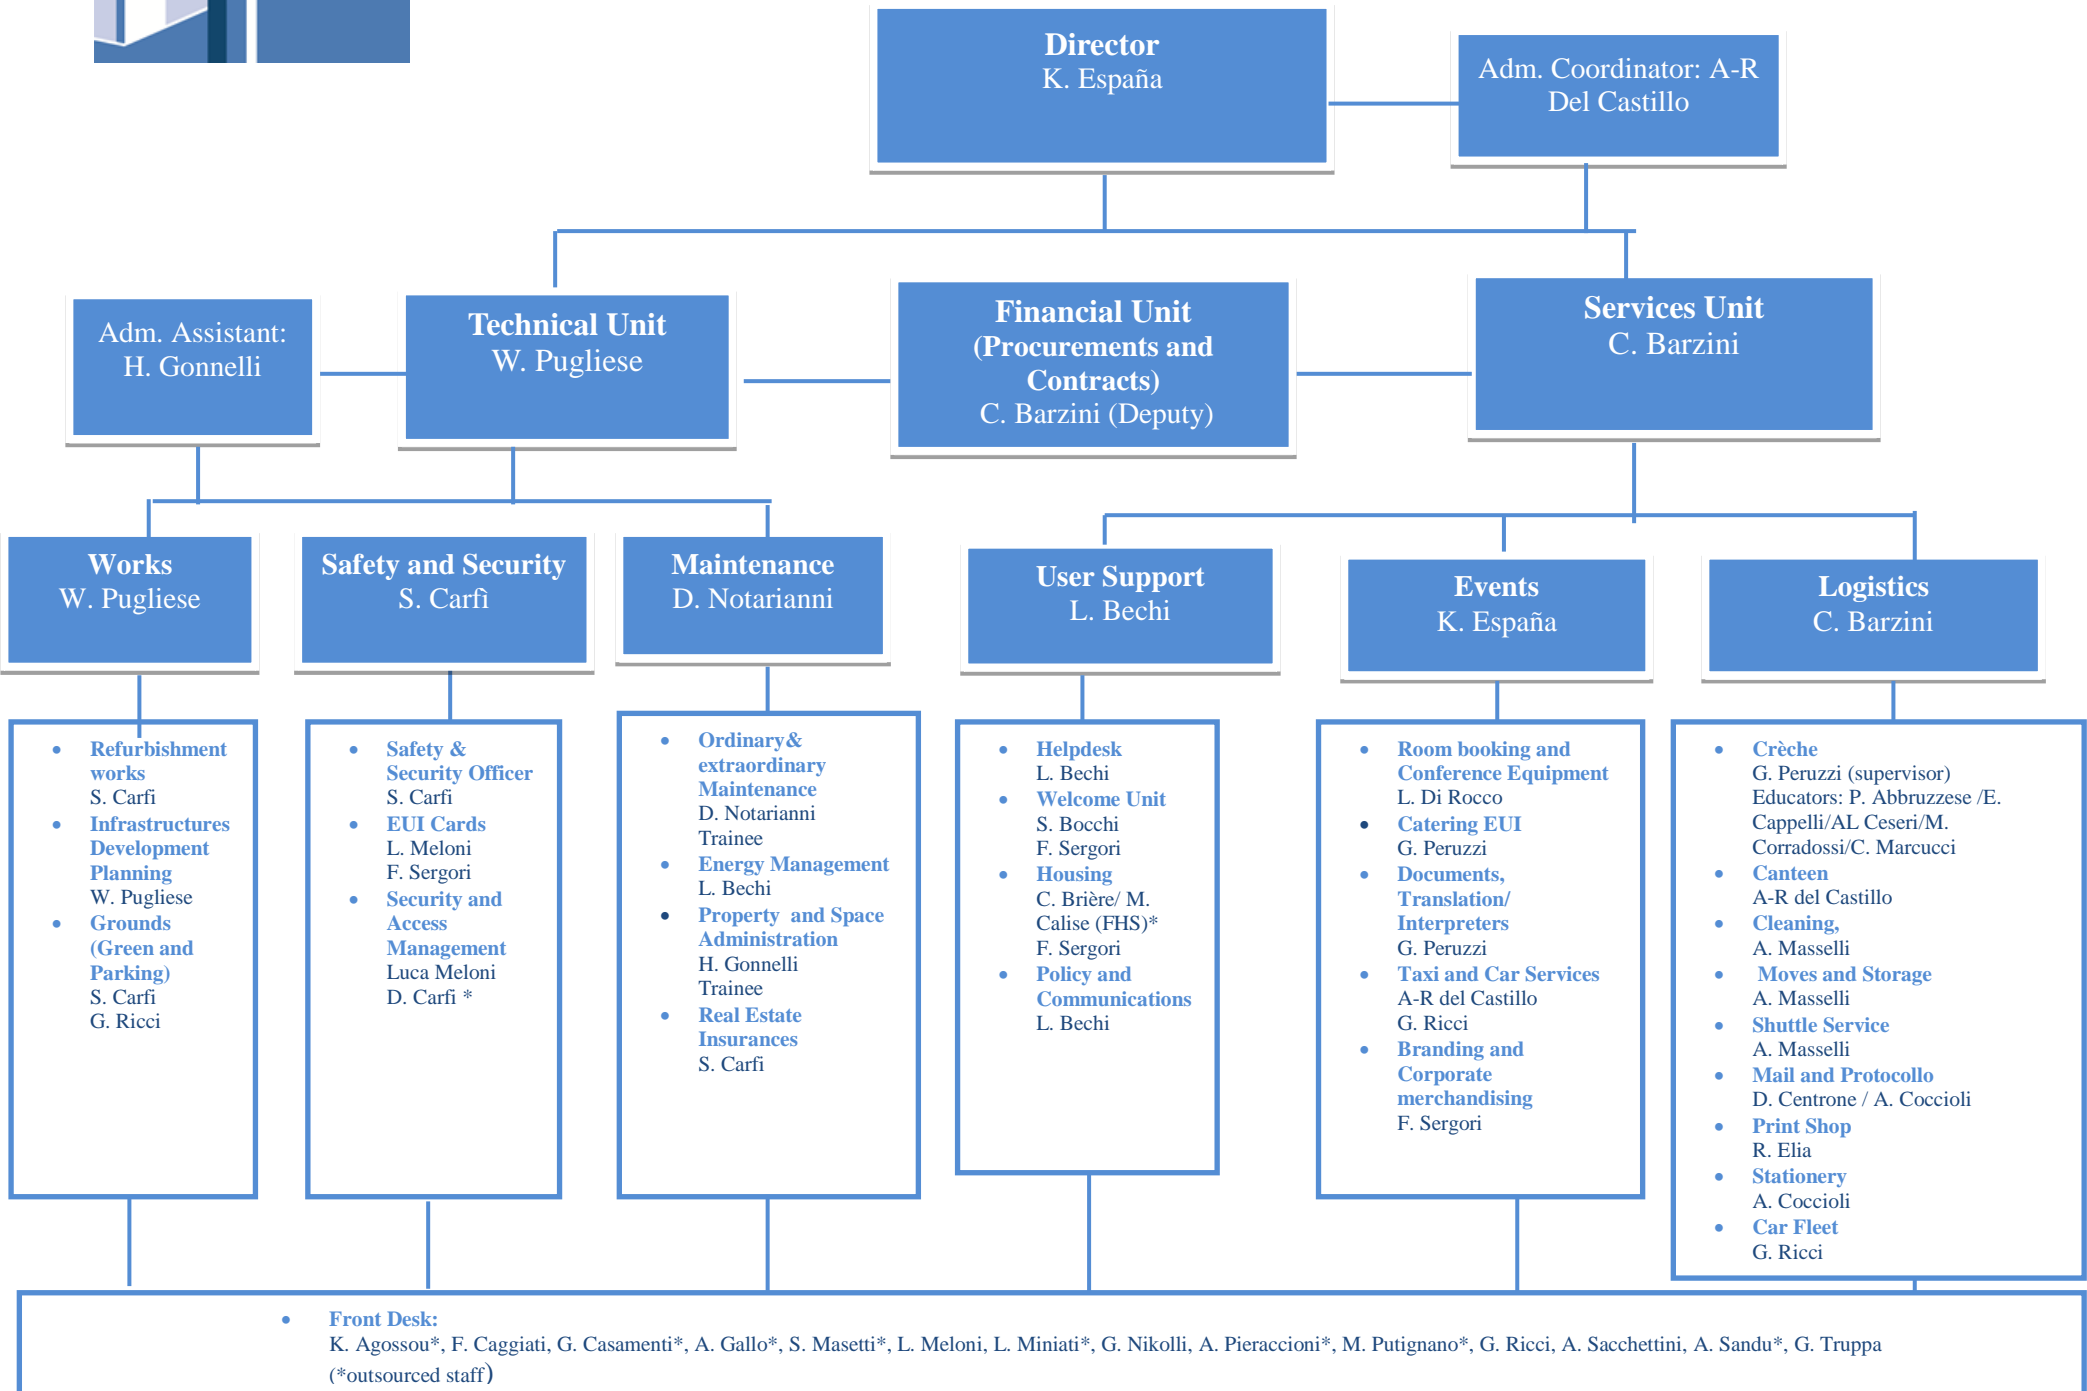 Director
K. España
Adm. Coordinator: A-R
Del Castillo
Adm. Assistant:
H. Gonnelli
Technical Unit
W. Pugliese
Financial Unit
(Procurements and
Contracts)
C. Barzini (Deputy)
Services Unit
C. Barzini
Works
W. Pugliese
Safety and Security
S. Carfì
Maintenance
D. Notarianni
User Support
L. Bechi
Events
K. España
Logistics
C. Barzini
• Refurbishment
works
S. Carfi
• Infrastructures
Development
Planning
W. Pugliese
• Grounds
(Green and
Parking)
S. Carfi
G. Ricci
• Safety &
Security Officer
S. Carfi
• EUI Cards
L. Meloni
F. Sergori
• Security and
Access
Management
Luca Meloni
D. Carfi *
• Ordinary&
extraordinary
Maintenance
D. Notarianni
Trainee
• Energy Management
L. Bechi
• Property and Space
Administration
H. Gonnelli
Trainee
• Real Estate
Insurances
S. Carfi
• Helpdesk
L. Bechi
• Welcome Unit
S. Bocchi
F. Sergori
• Housing
C. Brière/ M.
Calise (FHS)*
F. Sergori
• Policy and
Communications
L. Bechi
• Room booking and
Conference Equipment
L. Di Rocco
• Catering EUI
G. Peruzzi
• Documents,
Translation/
Interpreters
G. Peruzzi
• Taxi and Car Services
A-R del Castillo
G. Ricci
• Branding and
Corporate
merchandising
F. Sergori
• Crèche
G. Peruzzi (supervisor)
Educators: P. Abbruzzese /E.
Cappelli/AL Ceseri/M.
Corradossi/C. Marcucci
• Canteen
A-R del Castillo
• Cleaning,
A. Masselli
• Moves and Storage
A. Masselli
• Shuttle Service
A. Masselli
• Mail and Protocollo
D. Centrone / A. Coccioli
• Print Shop
R. Elia
• Stationery
A. Coccioli
• Car Fleet
G. Ricci
• Front Desk:
K. Agossou*, F. Caggiati, G. Casamenti*, A. Gallo*, S. Masetti*, L. Meloni, L. Miniati*, G. Nikolli, A. Pieraccioni*, M. Putignano*, G. Ricci, A. Sacchettini, A. Sandu*, G. Truppa
(*outsourced staff)